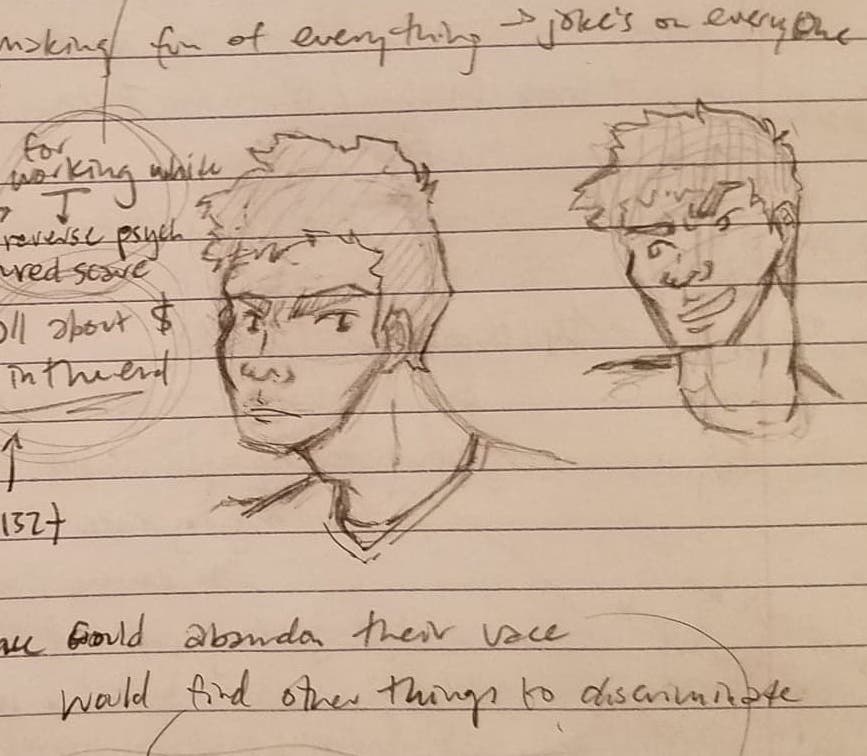 making fun of everything → joke's on everyone
for
working while
reverse psych
ured scare
oll about $
in the end
132+
could abandon their race
would find other things to discriminate